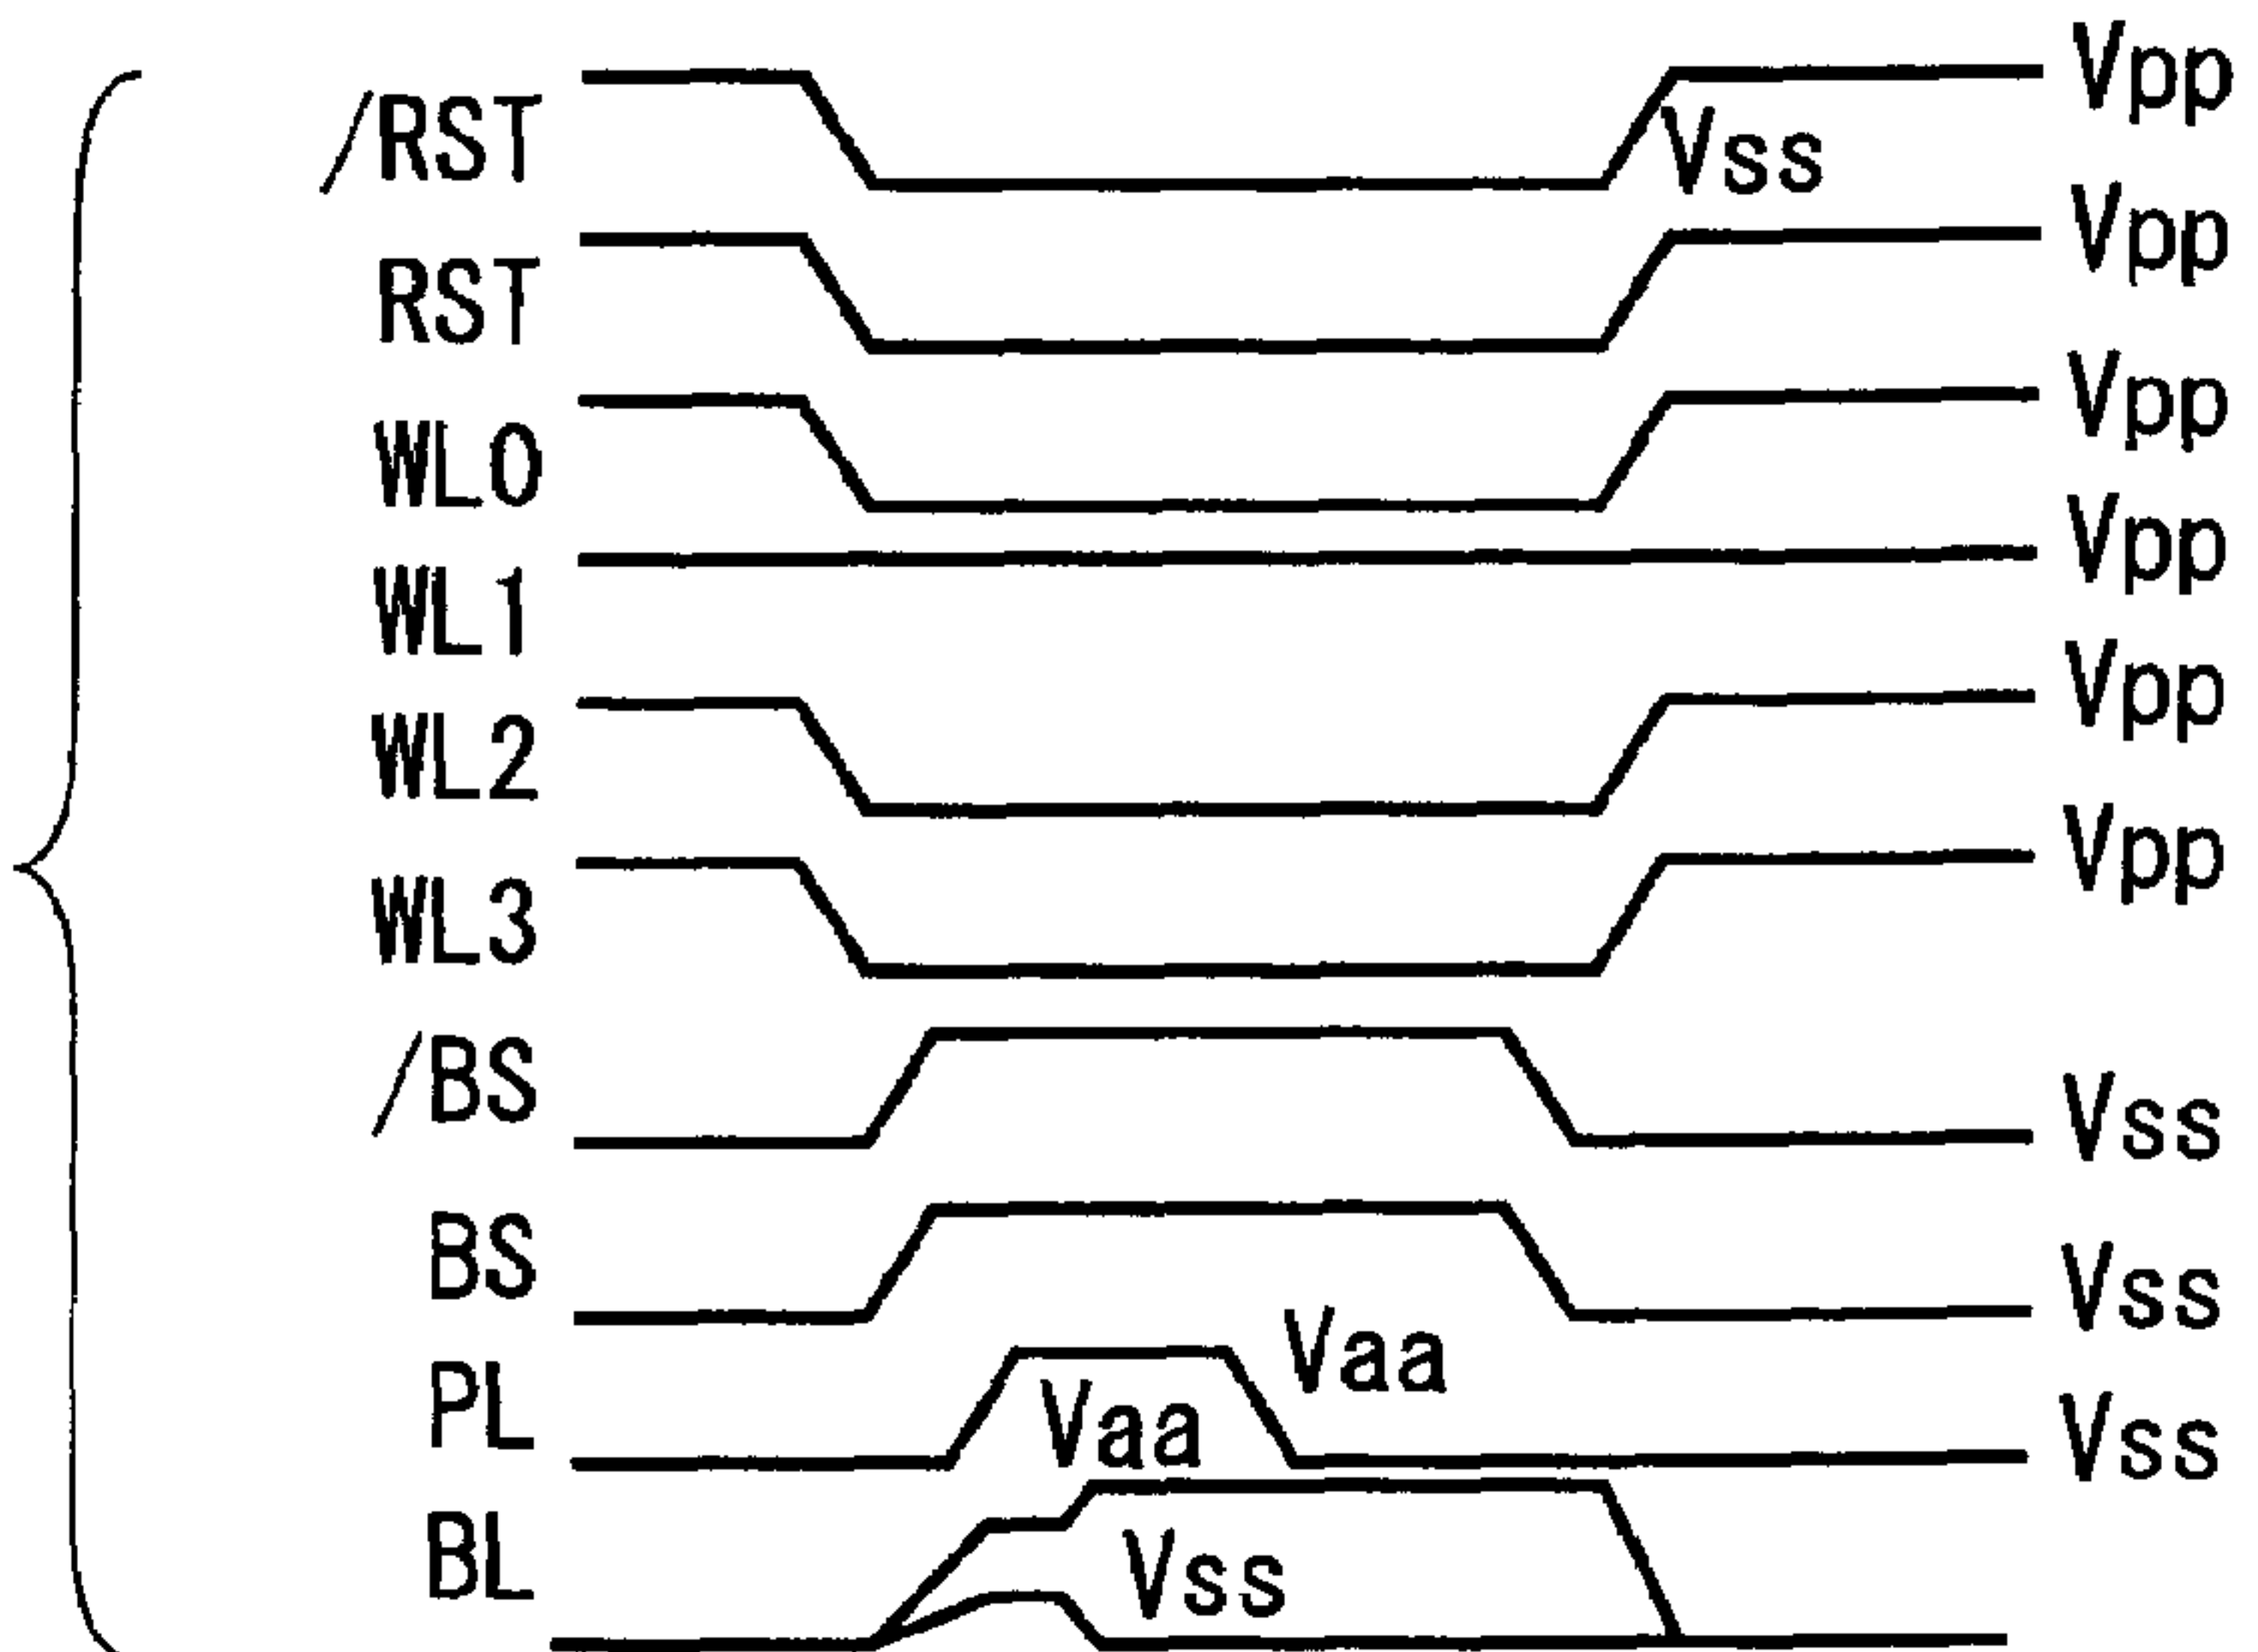 /RST Vss Vpp
RST Vpp
WL0 Vpp
WL1 Vpp
WL2 Vpp
WL3 Vpp
/BS Vss
BS Vss
PL Vaa Vaa Vss
BL Vss